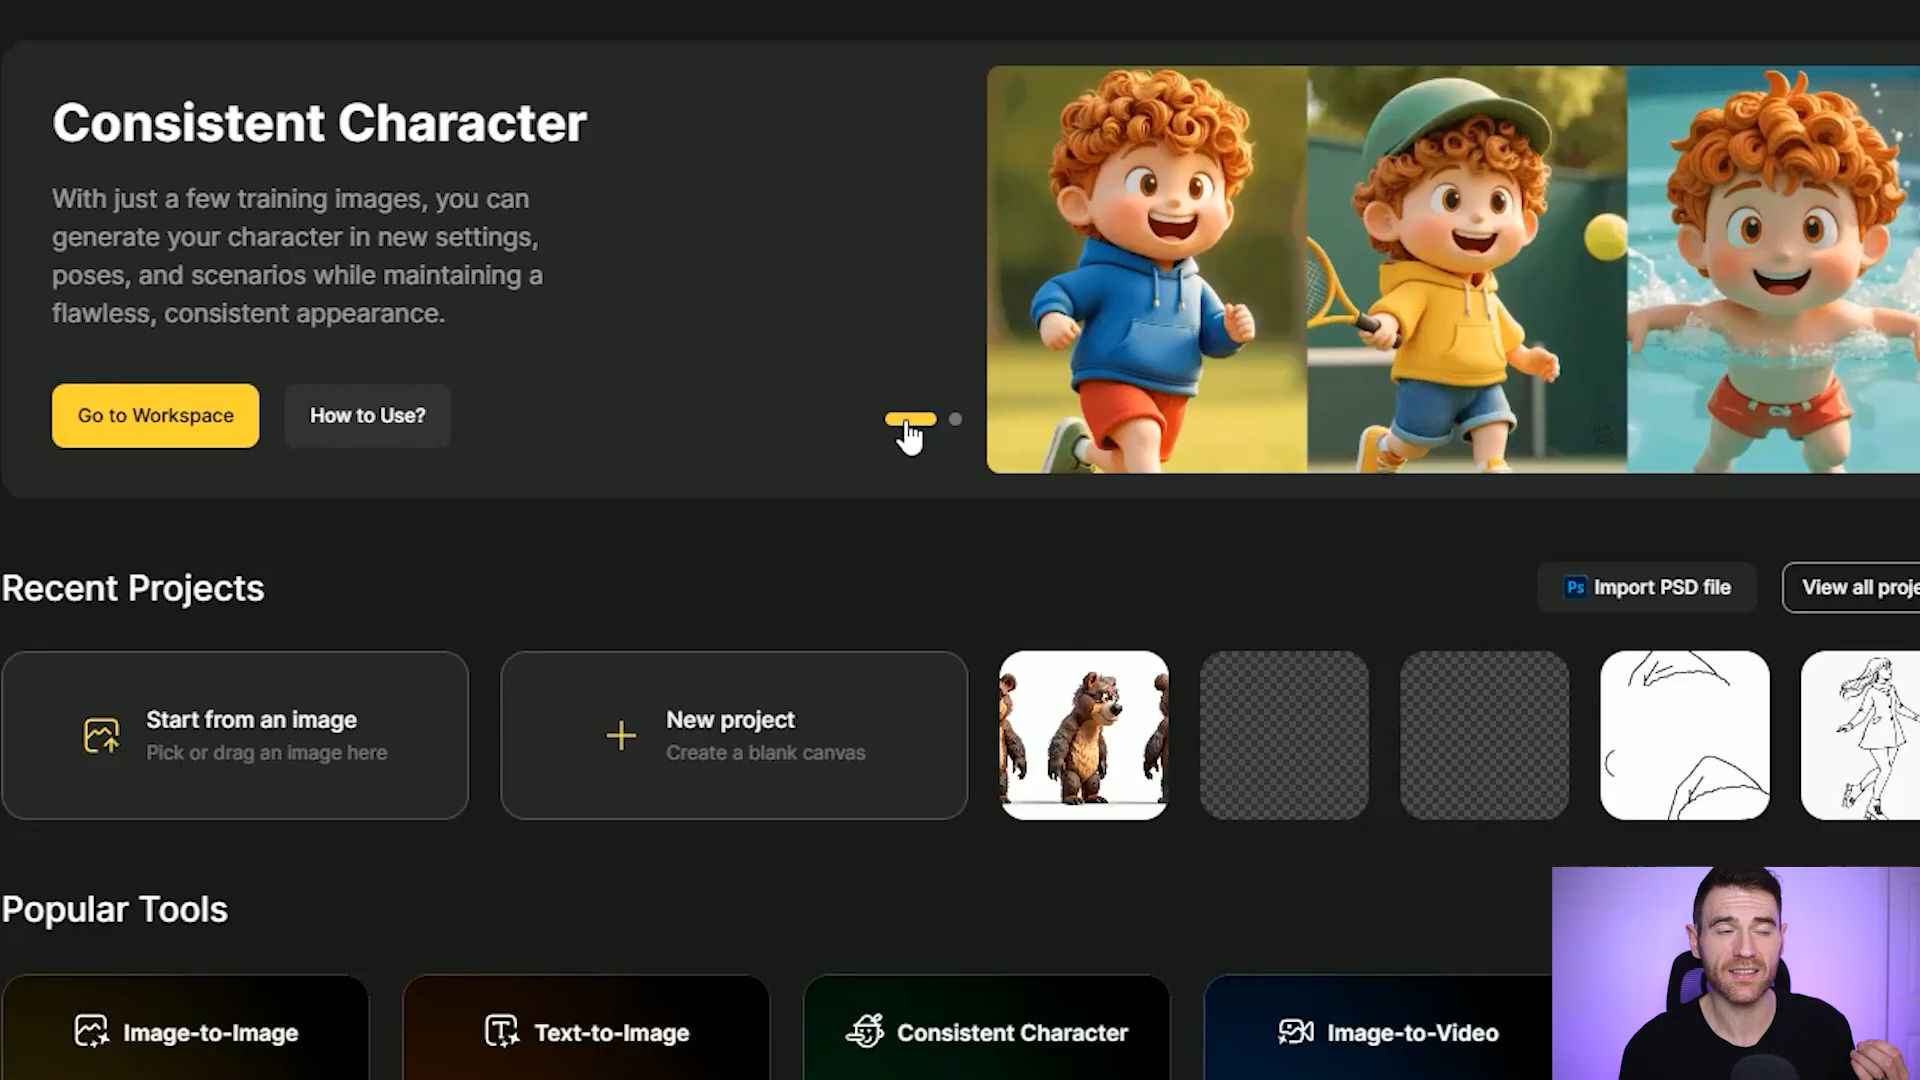 Consistent Character
With just a few training images, you can
generate your character in new settings,
poses, and scenarios while maintaining a
flawless, consistent appearance.
Go to Workspace
How to Use?
Recent Projects
Ps Import PSD file
View all proje
Start from an image
Pick or drag an image here
New project
Create a blank canvas
Popular Tools
Image-to-Image
Text-to-Image
Consistent Character
Image-to-Video